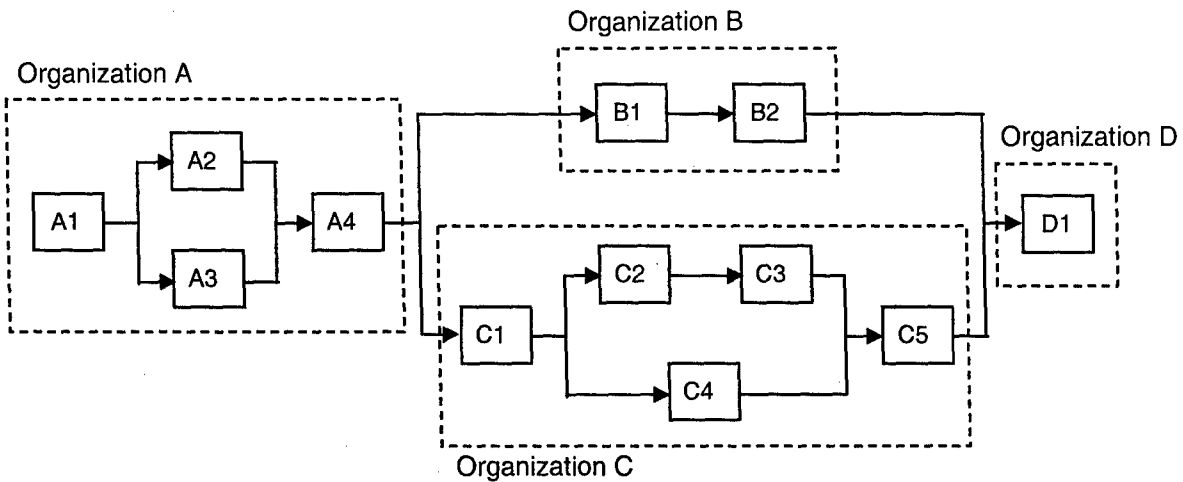 Organization B
Organization A
B1
B2
Organization D
A2
A1
A4
D1
A3
C2
C3
C1
C5
C4
Organization C